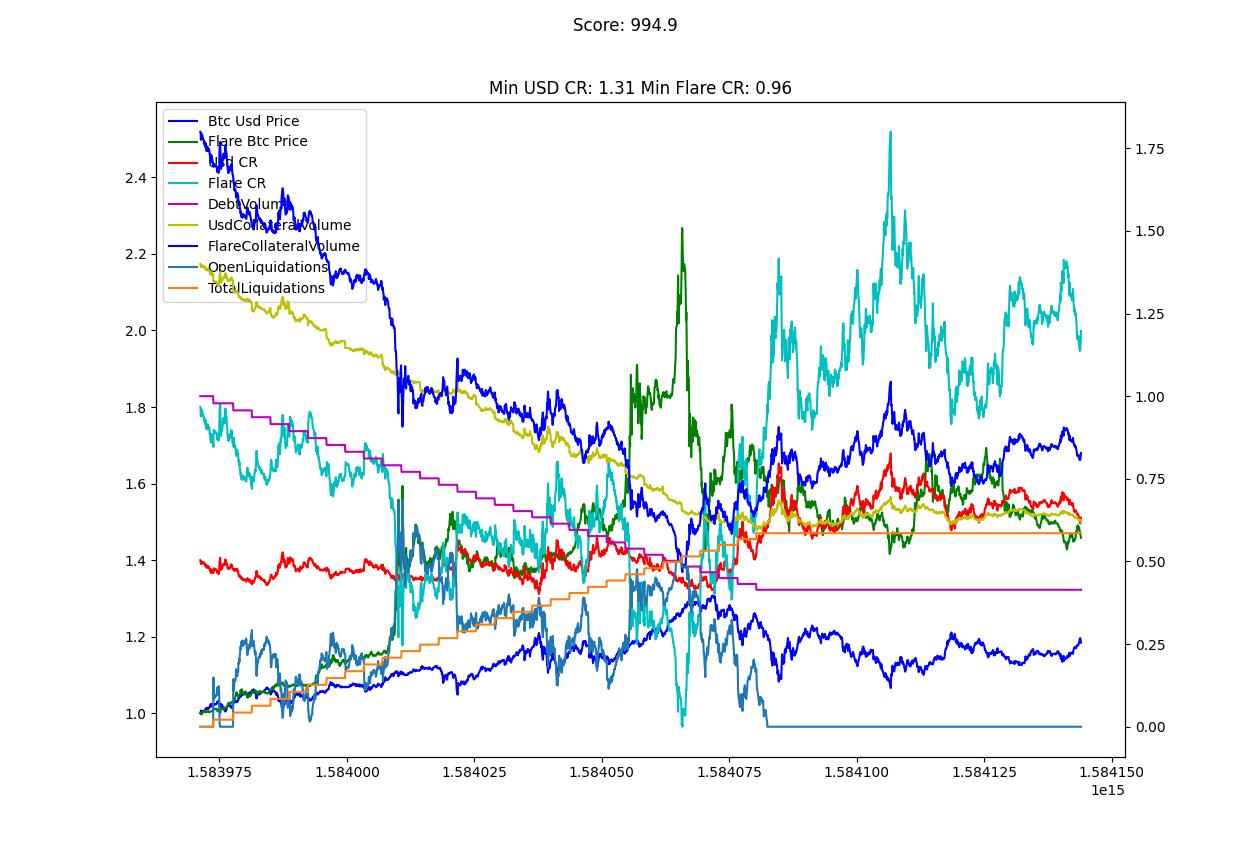 Score: 994.9
Min USD CR: 1.31 Min Flare CR: 0.96
Btc Usd Price
Flare Btc Price
Usd CR
Flare CR
DebtVolume
UsdCollateralVolume
FlareCollateralVolume
OpenLiquidations
TotalLiquidations
2.4
2.2
2.0
1.8
1.6
1.4
1.2
1.0
1.75
1.50
1.25
1.00
0.75
0.50
0.25
0.00
1.583975 1.584000 1.584025 1.584050 1.584075 1.584100 1.584125 1.584150
1e15